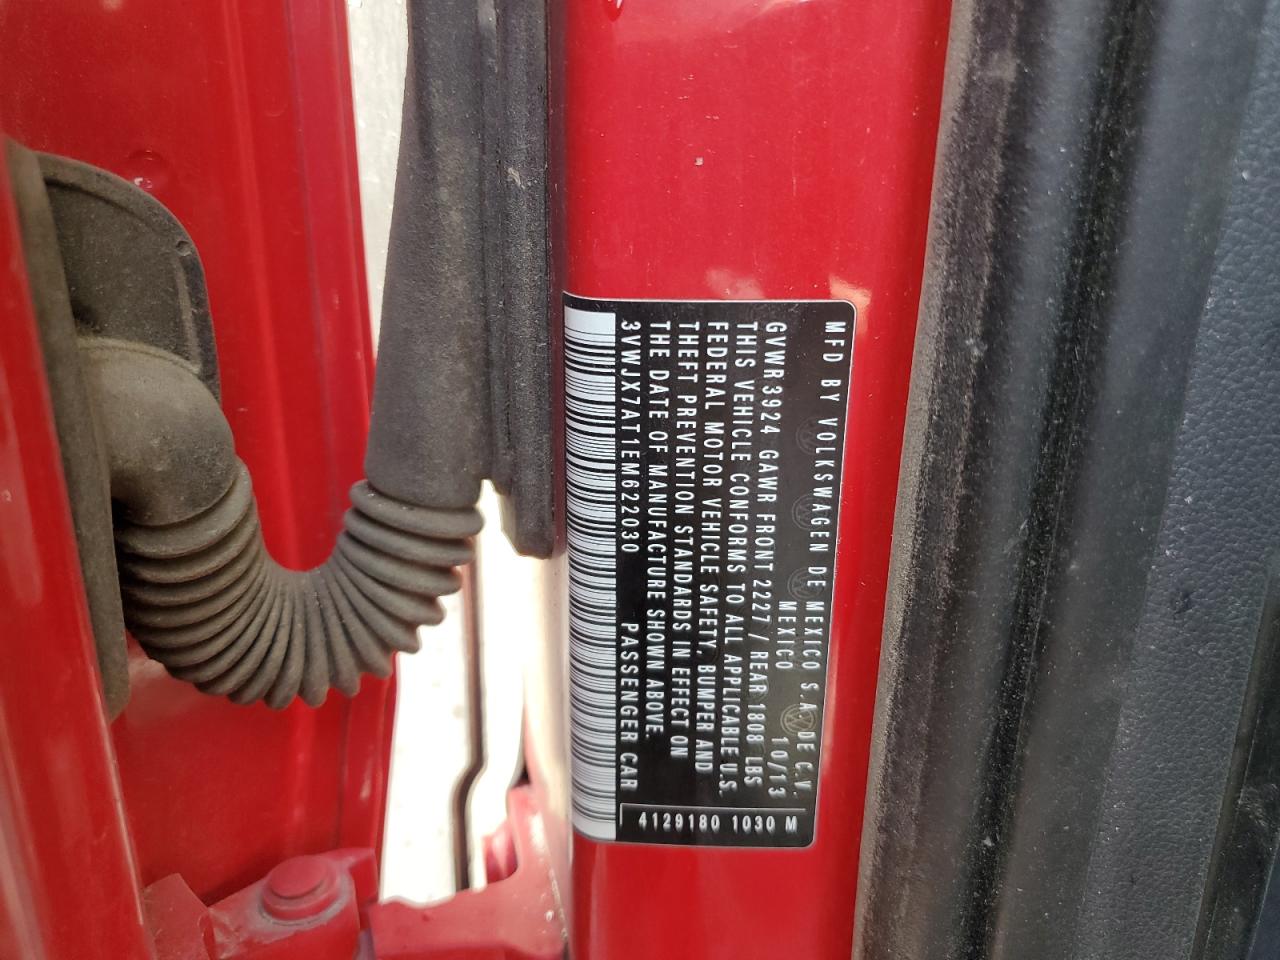 MFD BY VOLKSWAGEN DE MEXICO S.A. DE C.V.
MEXICO 10/13
GVWR 3924 GAWR FRONT 2227 / REAR 1808 LBS
THIS VEHICLE CONFORMS TO ALL APPLICABLE U.S.
FEDERAL MOTOR VEHICLE SAFETY, BUMPER AND
THEFT PREVENTION STANDARDS IN EFFECT ON
THE DATE OF MANUFACTURE SHOWN ABOVE.
3VWJX7AT1EM622030 PASSENGER CAR
4129180 1030 M